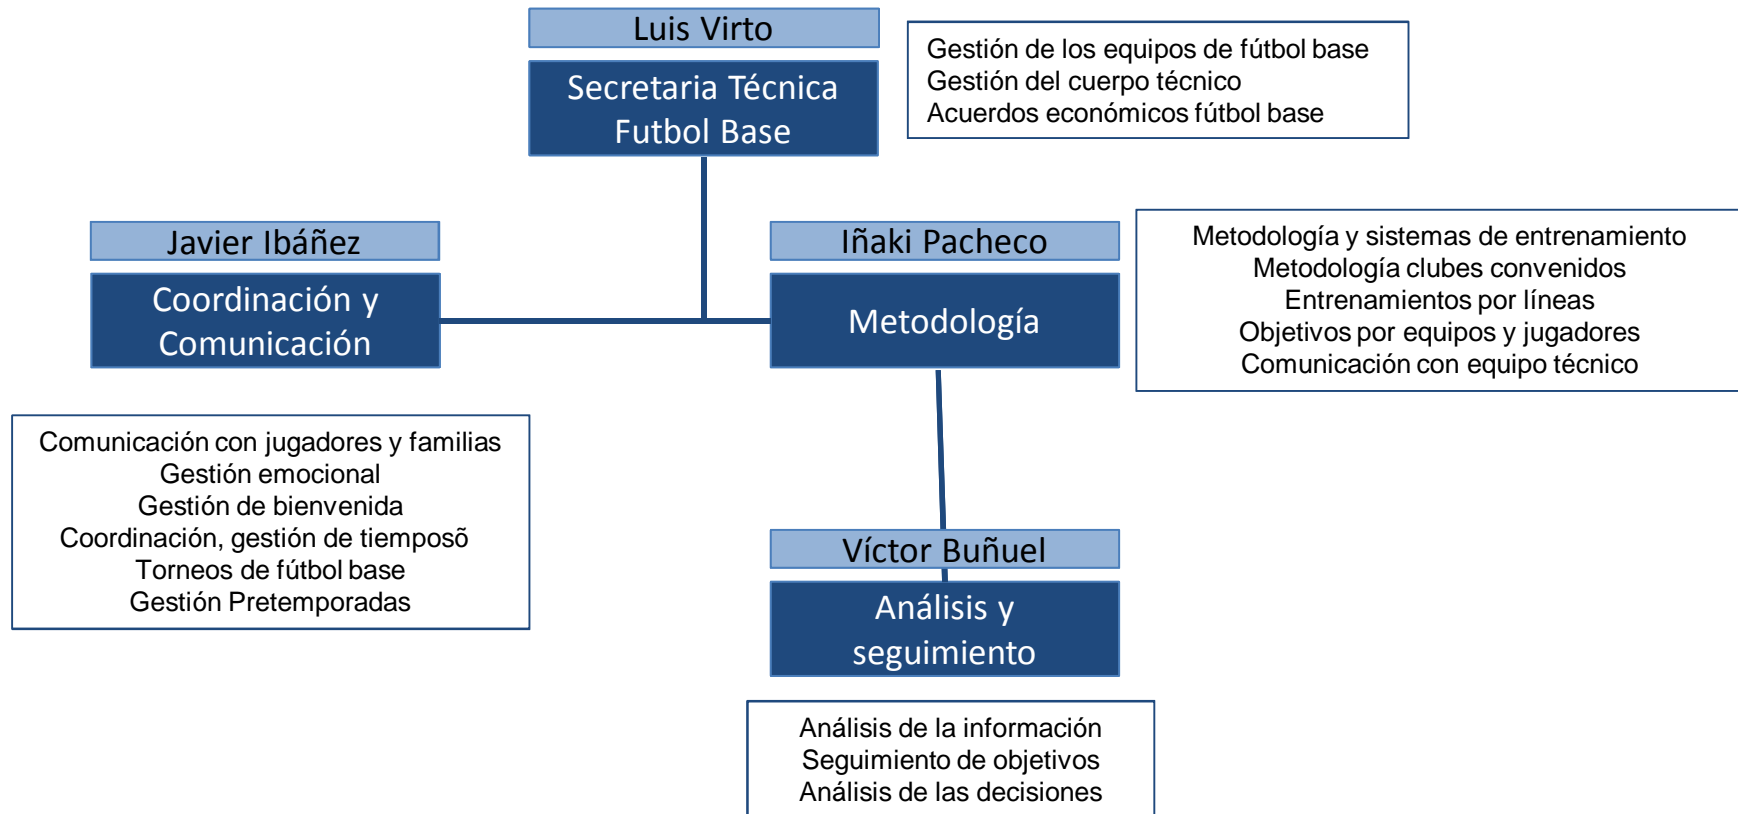 Luis Virto
Secretaria Técnica
Futbol Base
Gestión de los equipos de fútbol base
Gestión del cuerpo técnico
Acuerdos económicos fútbol base
Javier Ibáñez
Coordinación y
Comunicación
Iñaki Pacheco
Metodología
Metodología y sistemas de entrenamiento
Metodología clubes convenidos
Entrenamientos por líneas
Objetivos por equipos y jugadores
Comunicación con equipo técnico
Comunicación con jugadores y familias
Gestión emocional
Gestión de bienvenida
Coordinación, gestión de tiemposõ
Torneos de fútbol base
Gestión Pretemporadas
Víctor Buñuel
Análisis y
seguimiento
Análisis de la información
Seguimiento de objetivos
Análisis de las decisiones